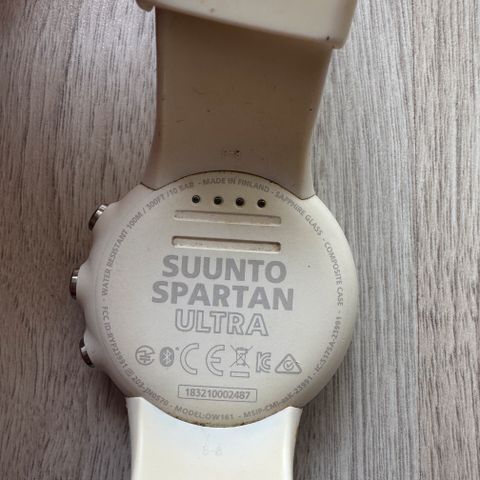 WATER RESISTANT 100M / 300FT /10 BAR - MADE IN FINLAND - SAPPHIRE GLASS - COMPOSITE CASE
SUUNTO
SPARTAN
ULTRA
183210002487
MODEL:OW161